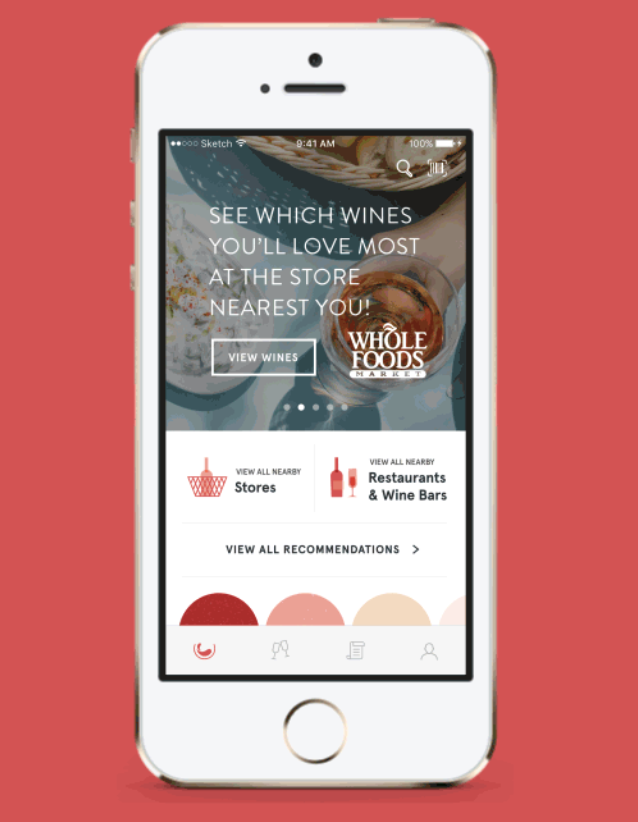 Sketch 9:41 AM 100%
SEE WHICH WINES
YOU'LL LOVE MOST
AT THE STORE
NEAREST YOU!
VIEW WINES
WHOLE
FOODS
MARKET
VIEW ALL NEARBY
Stores
VIEW ALL NEARBY
Restaurants
& Wine Bars
VIEW ALL RECOMMENDATIONS >